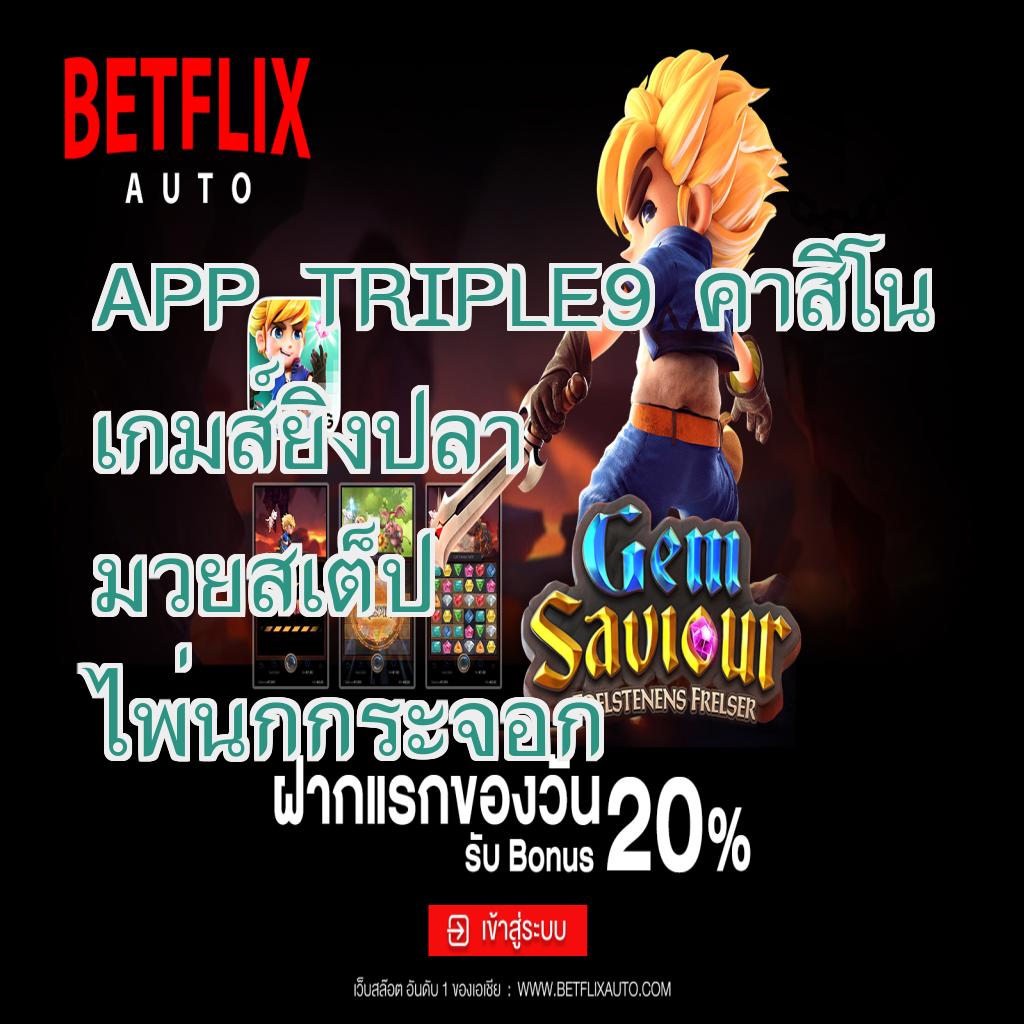 BETFLIX
AUTO
APP TRIPLE9 คาสิโน
เกมส์ยิงปลา
มวยสเต็ป
ไพ่นกกระจอก
Gem
Saviour
FRELSER
ฝากแรกของวัน 20%
รับ Bonus
เข้าสู่ระบบ
เว็บสล๊อต อันดับ 1 ของเอเชีย : WWW.BETFLIXAUTO.COM